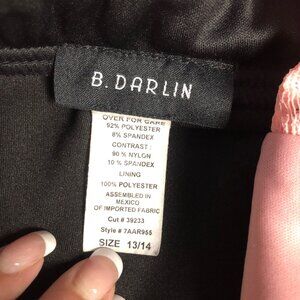 B. DARLIN
OVER FOR CARE
92% POLYESTER
8% SPANDEX
CONTRAST:
90 % NYLON
10 % SPANDEX
LINING
100% POLYESTER
ASSEMBLED IN
MEXICO
OF IMPORTED FABRIC
Cut # 39233
Style # 7AAR955
SIZE 13/14